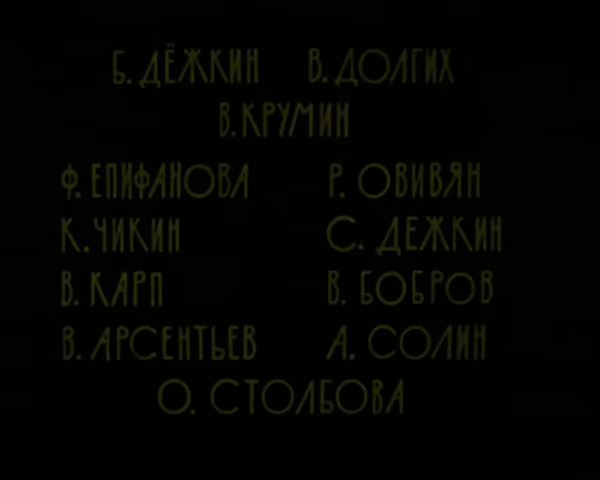 Б. ДЁЖКИН В. ДОЛГИХ
В. КРУМИН
Ф. ЕПИФАНОВА Р. ОВИВЯН
К. ЧИКИН С. ДЕЖКИН
В. КАРП В. БОБРОВ
В. АРСЕНТЬЕВ А. СОЛИН
О. СТОЛБОВА